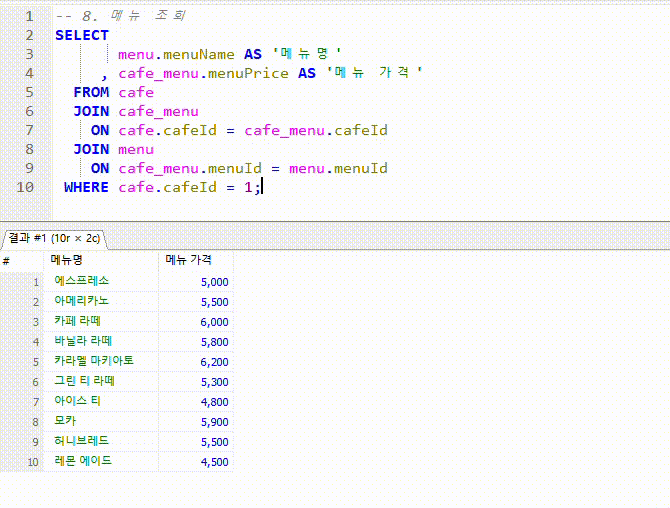 1 -- 8. 메뉴 조회
2 SELECT
3 menu.menuName AS '메뉴명'
4 , cafe_menu.menuPrice AS '메뉴 가격'
5 FROM cafe
6 JOIN cafe_menu
7 ON cafe.cafeId = cafe_menu.cafeId
8 JOIN menu
9 ON cafe_menu.menuId = menu.menuId
10 WHERE cafe.cafeId = 1;
결과 #1 (10r × 2c)
# 메뉴명 메뉴 가격
1 에스프레소 5,000
2 아메리카노 5,500
3 카페 라떼 6,000
4 바닐라 라떼 5,800
5 카라멜 마키아토 6,200
6 그린 티 라떼 5,300
7 아이스 티 4,800
8 모카 5,900
9 허니브레드 5,500
10 레몬 에이드 4,500